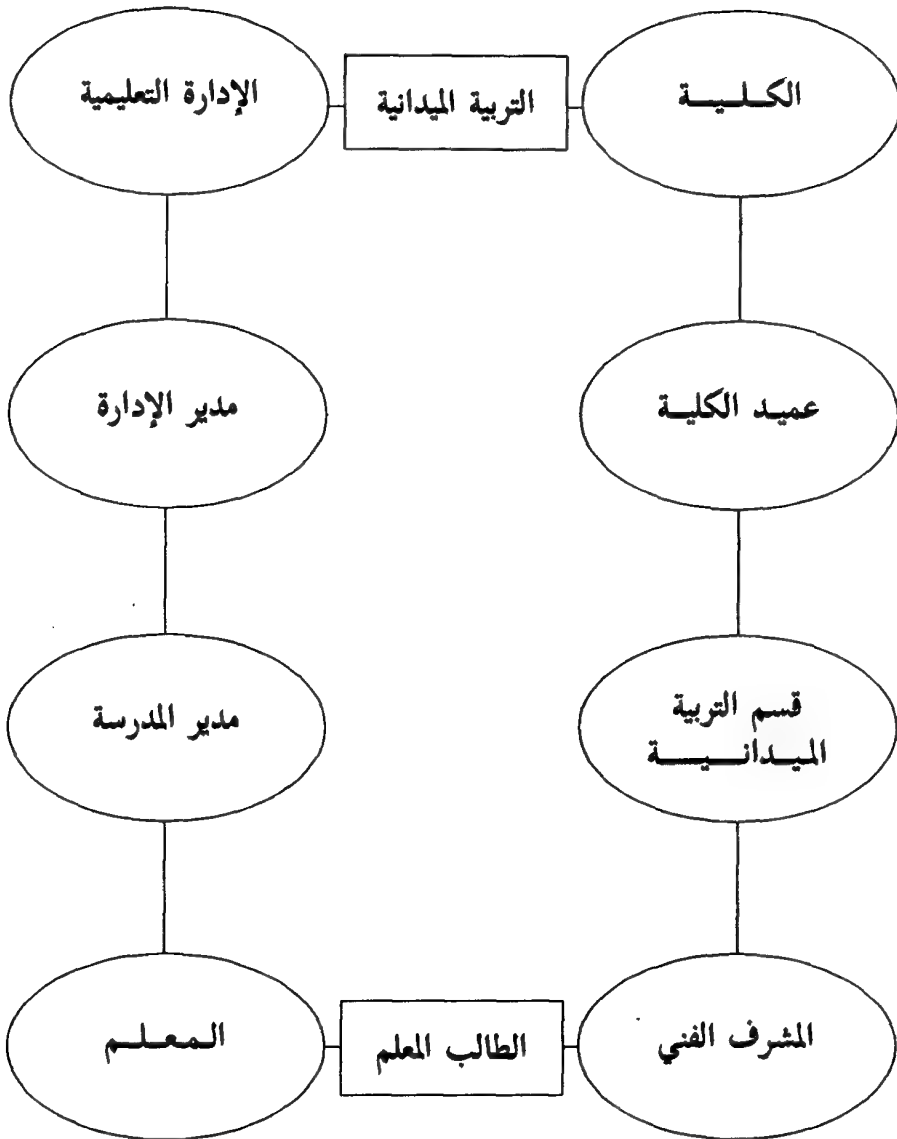 الكلية
التربية الميدانية
الإدارة التعليمية
عميد الكلية
مدير الإدارة
قسم التربية
الميدانية
مدير المدرسة
المشرف الفني
الطالب المعلم
المعلم